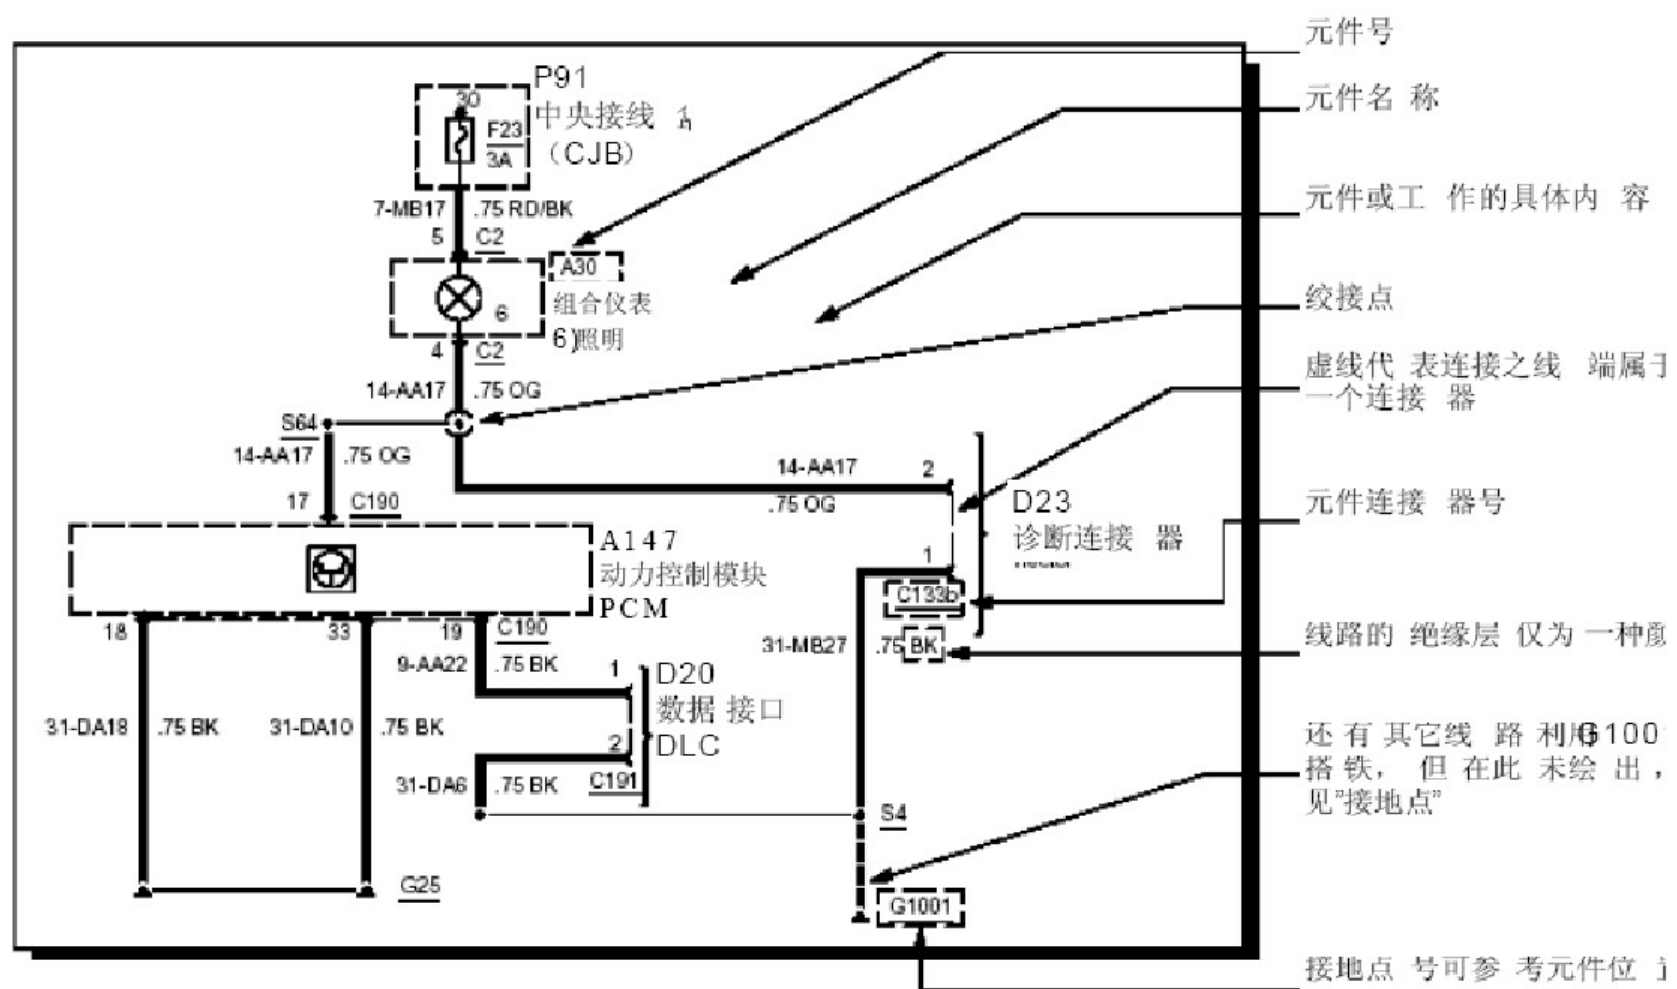 元件号
P91
30
中央接线
元件名 称
F23
3A
（CJB）
7-MB17 .75 RD/BK
元件或工 作的具体内 容
5 C2
A30
组合仪表
6
6)照明
绞接点
4 C2
虚线代 表连接之线 端属于
一个连接 器
14-AA17 .75 OG
S64
14-AA17 .75 OG
14-AA17 2
.75 OG
D23
诊断连接 器
元件连接 器号
17 C190
A147
动力控制模块
PCM
1
C133b
18 33 19 C190
31-MB27 .75 BK
线路的 绝缘层 仅为 一种颜
9-AA22 .75 BK
1 D20
数据 接口
DLC
31-DA18 .75 BK 31-DA10 .75 BK
2
还 有 其它线 路 利用G100
搭 铁， 但 在此 未绘 出，
见"接地点"
31-DA6 .75 BK C191
S4
G25
G1001
接地点 号可参 考元件位